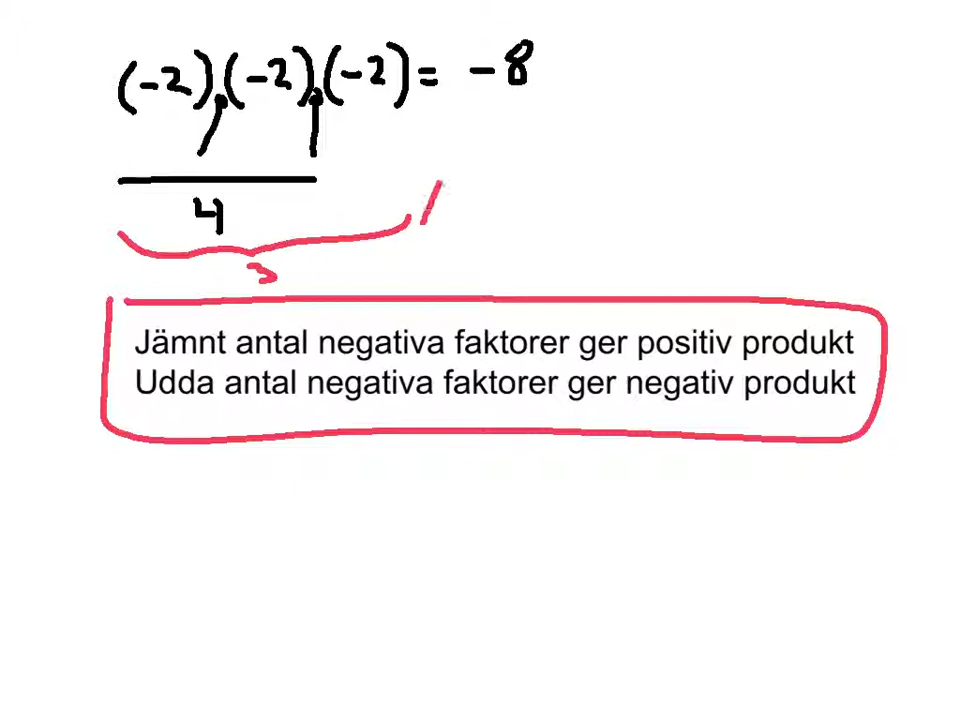 (-2)·(-2)·(-2) = -8
4
3
Jämnt antal negativa faktorer ger positiv produkt
Udda antal negativa faktorer ger negativ produkt